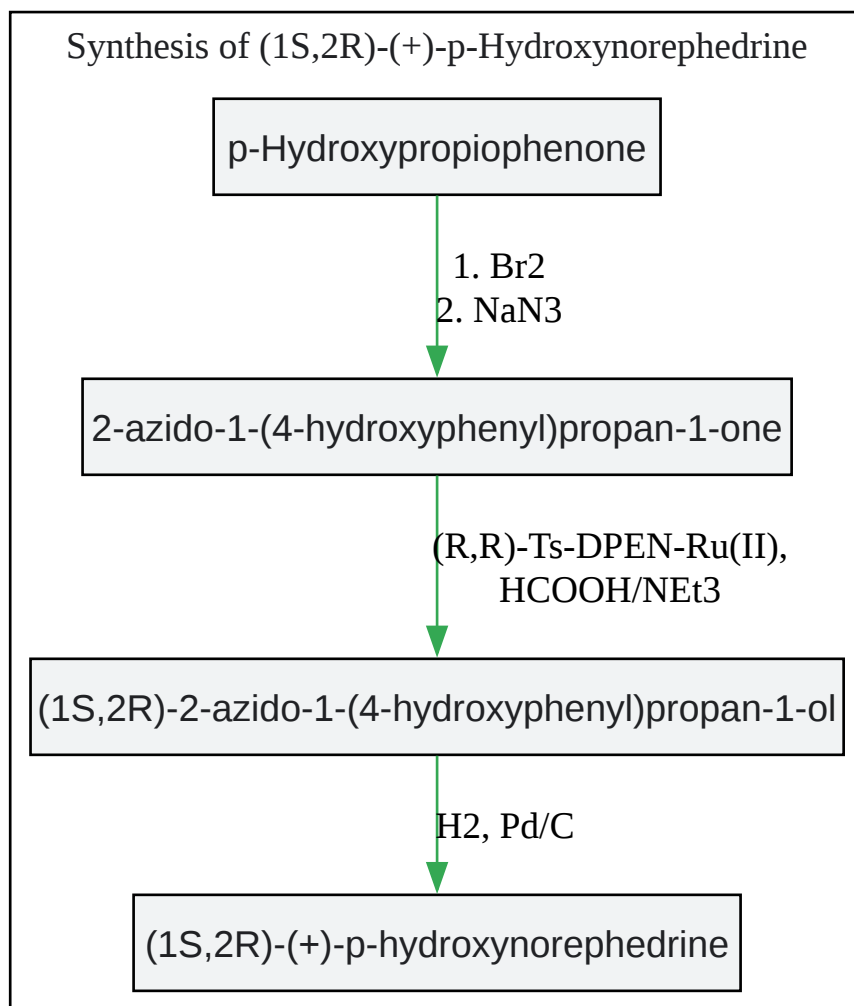 Synthesis of (1S,2R)-(+)-p-Hydroxynorephedrine
p-Hydroxypropiophenone
1. Br2
2. NaN3
2-azido-1-(4-hydroxyphenyl)propan-1-one
(R,R)-Ts-DPEN-Ru(II),
HCOOH/NEt3
(1S,2R)-2-azido-1-(4-hydroxyphenyl)propan-1-ol
H2, Pd/C
(1S,2R)-(+)-p-hydroxynorephedrine